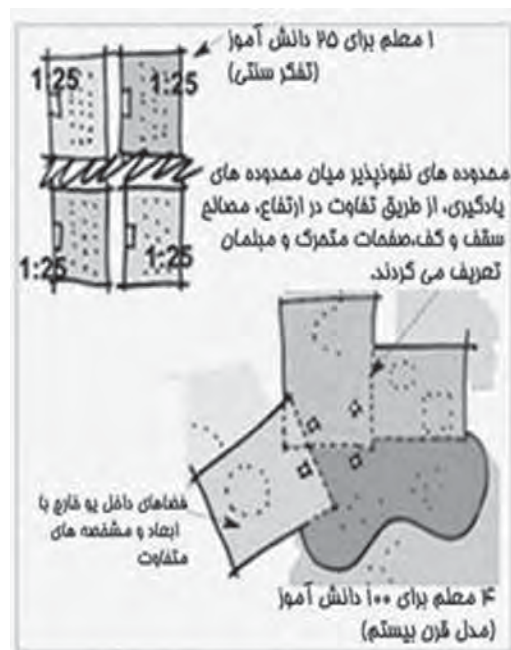 ۱ معلم برای ۲۵ دانش آموز
(تفکر سنتی)
1:25
1:25
1:25
1:25
محدوده های نفوذپذیر میان محدوده های
یادگیری، از طریق تفاوت در ارتفاع، مصالح
سقف و کف،صفحات متحرک و مبلمان
تعریف می گردند.
فضاهای داخل یو خارج با
ابعاد و مشخصه های
متفاوت
۴ معلم برای ۱۰۰ دانش آموز
(مدل قرن بیستم)